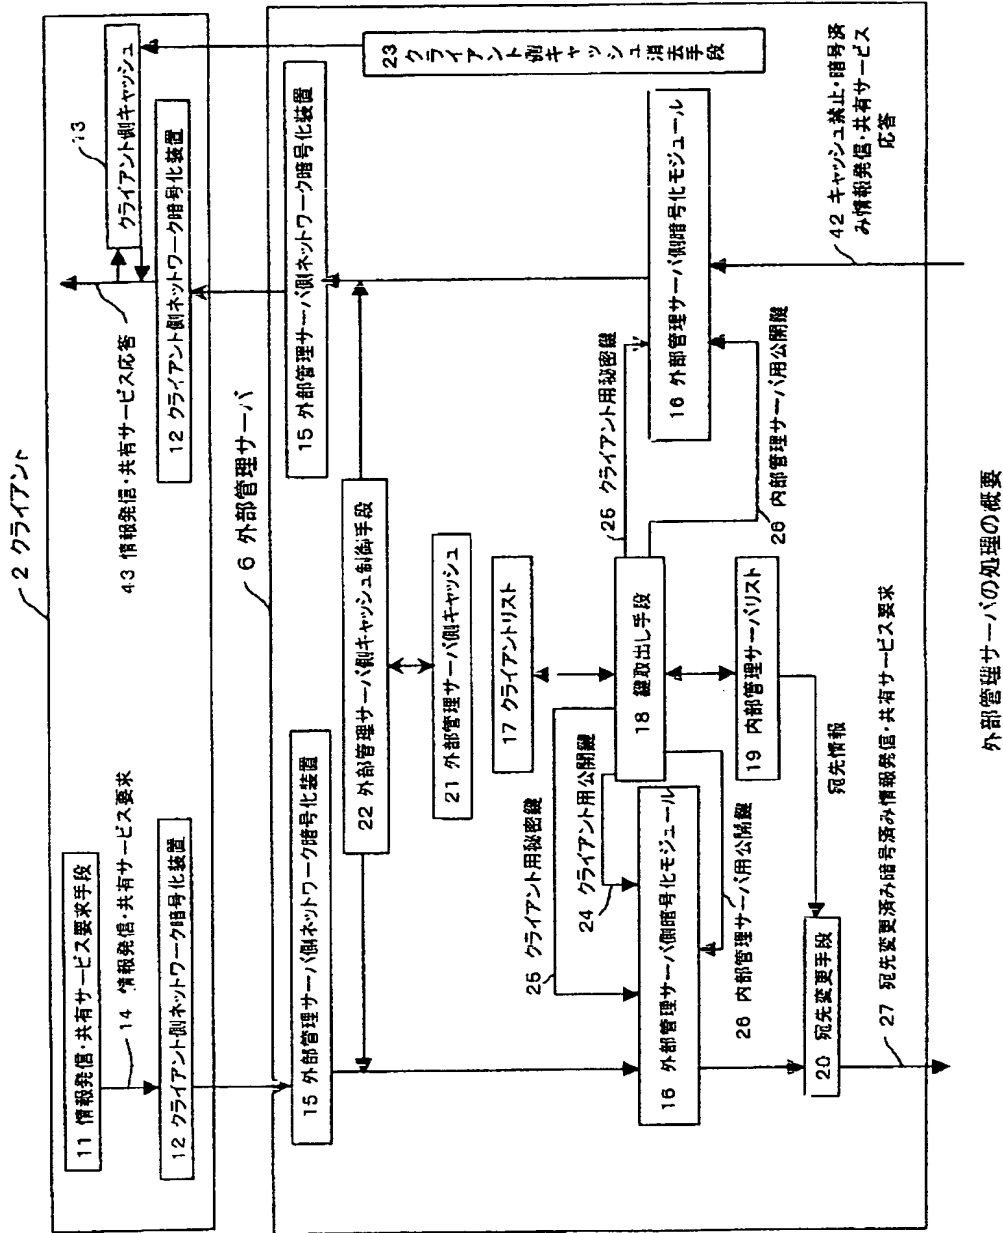 2 クライアント
11 情報発信・共有サービス要求手段
14 情報発信・共有サービス要求
12 クライアント側ネットワーク暗号化装置
43 情報発信・共有サービス応答
12 クライアント側ネットワーク暗号化装置
13
クライアント側キャッシュ
6 外部管理サーバ
15 外部管理サーバ側ネットワーク暗号化装置
22 外部管理サーバ側キャッシュ制御手段
15 外部管理サーバ側ネットワーク暗号化装置
23
クライアント側キャッシュ消去手段
21 外部管理サーバ側キャッシュ
17 クライアントリスト
25 クライアント用秘密鍵
24 クライアント用公開鍵
18 鍵取出し手段
25 クライアント用秘密鍵
16 外部管理サーバ側暗号化モジュール
16 外部管理サーバ側暗号化モジュール
26 内部管理サーバ用公開鍵
26 内部管理サーバ用公開鍵
19 内部管理サーバリスト
宛先情報
20 宛先変更手段
27 宛先変更済み暗号済み情報発信・共有サービス要求
42 キャッシュ禁止・暗号済
み情報発信・共有サービス
応答
外部管理サーバの処理の概要